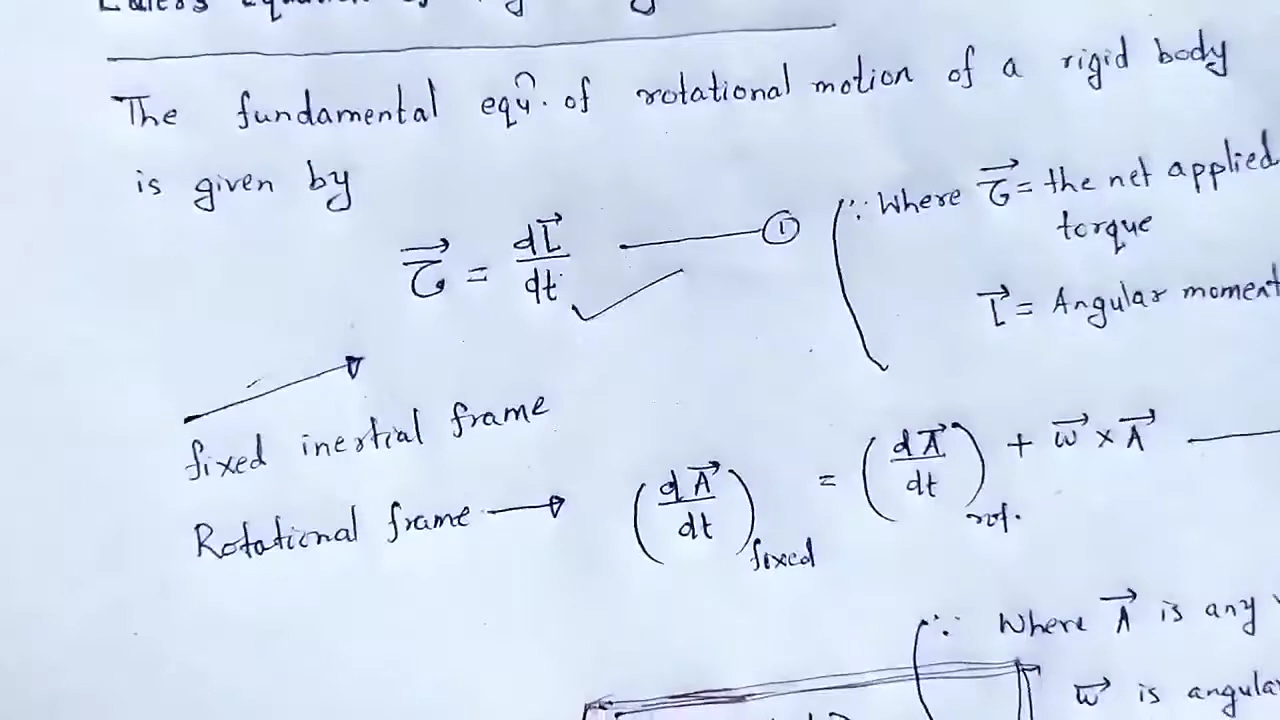 The fundamental equⁿ. of rotational motion of a rigid body
is given by
τ⃗ = dL⃗/dt ——— ①
∵ Where τ⃗ = the net applied
torque
L⃗ = Angular moment
fixed inertial frame
Rotational frame → (dA⃗/dt)fixed = (dA⃗/dt)rot. + ω⃗ × A⃗ ———
∵ Where A⃗ is any
ω⃗ is angular